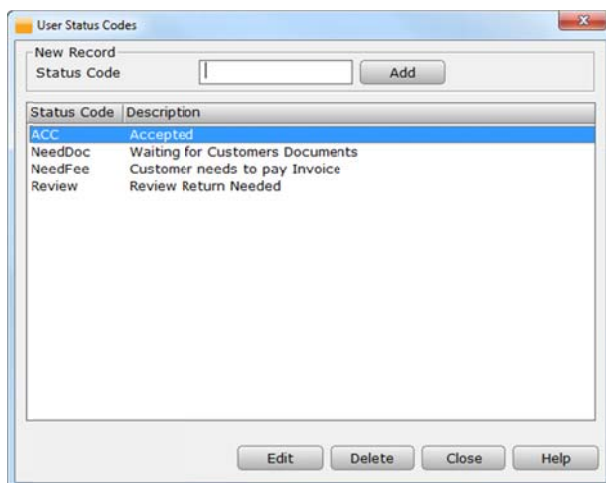 User Status Codes
New Record
Status Code
Add
Status Code Description
ACC Accepted
NeedDoc Waiting for Customers Documents
NeedFee Customer needs to pay Invoice
Review Review Return Needed
Edit Delete Close Help